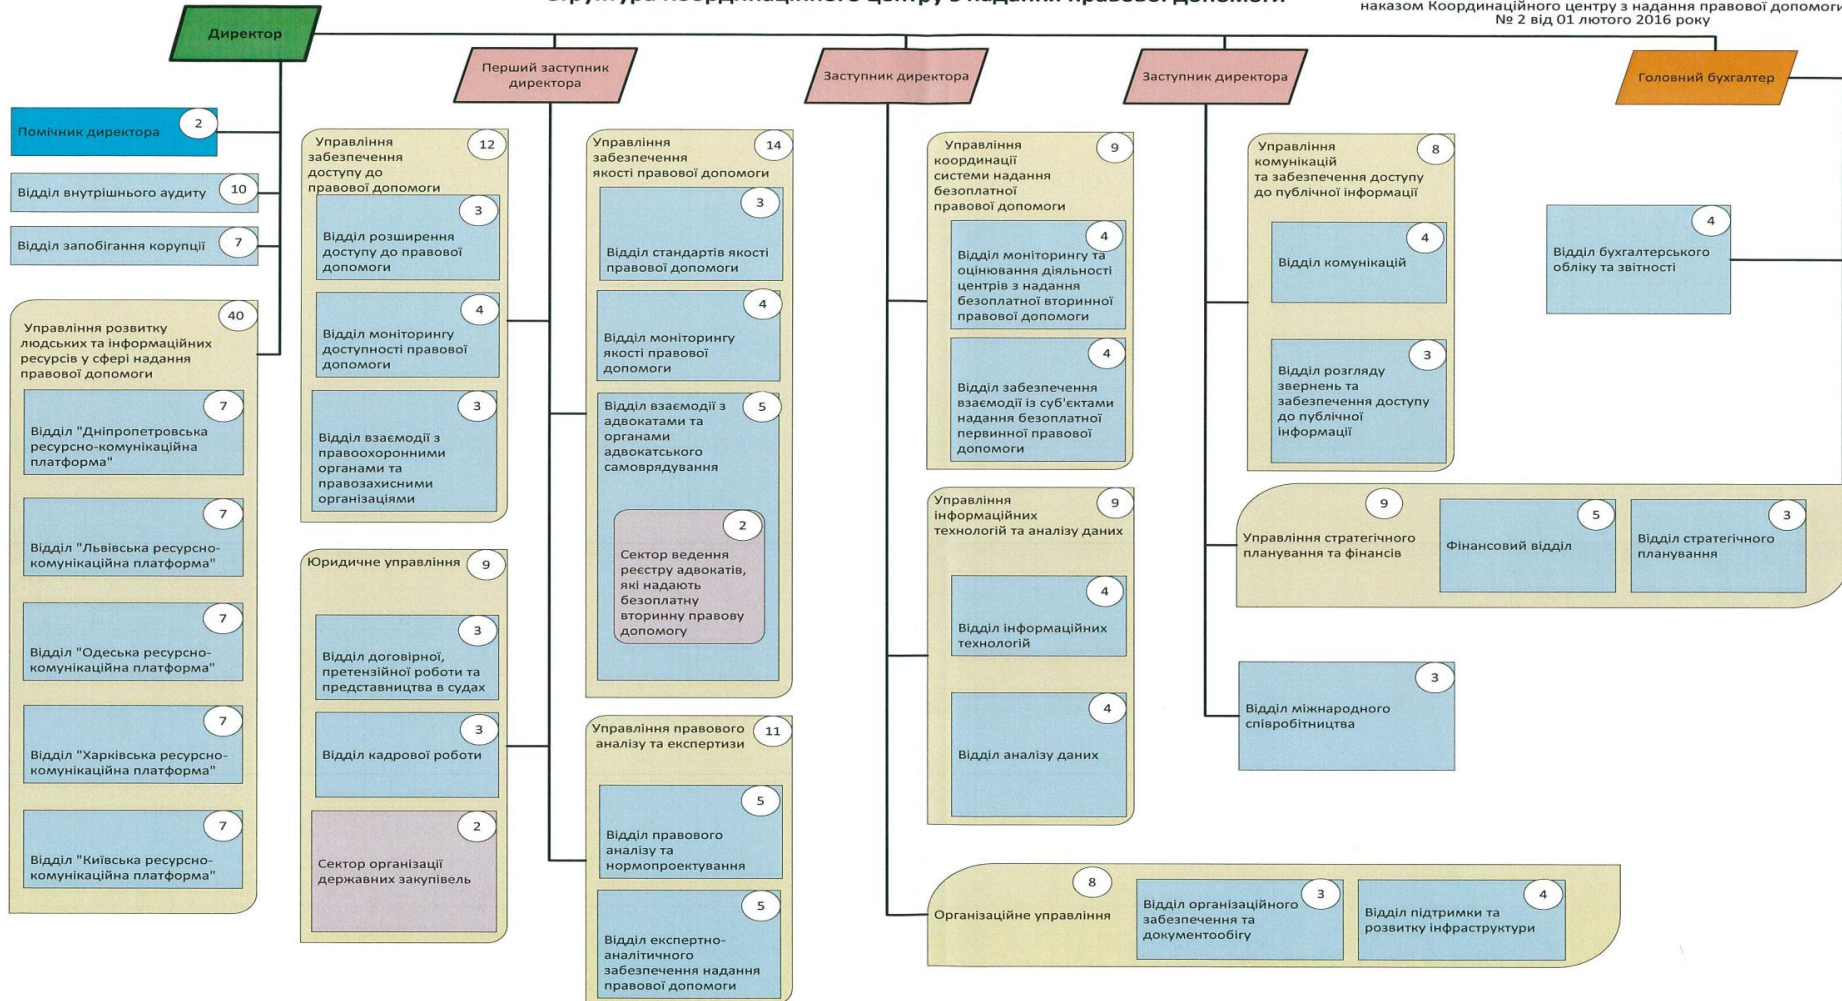 Структура Координаційного центру з надання правової допомоги
наказом Координаційного центру з надання правової допомоги
№ 2 від 01 лютого 2016 року
Директор
Перший заступник
директора
Заступник директора
Заступник директора
Головний бухгалтер
Помічник директора
2
Відділ внутрішнього аудиту
10
Відділ запобігання корупції
7
Управління розвитку
людських та інформаційних
ресурсів у сфері надання
правової допомоги
40
Відділ "Дніпропетровська
ресурсно-комунікаційна
платформа"
7
Відділ "Львівська ресурсно-
комунікаційна платформа"
7
Відділ "Одеська ресурсно-
комунікаційна платформа"
7
Відділ "Харківська ресурсно-
комунікаційна платформа"
7
Відділ "Київська ресурсно-
комунікаційна платформа"
7
Управління
забезпечення
доступу до
правової допомоги
12
Відділ розширення
доступу до правової
допомоги
3
Відділ моніторингу
доступності правової
допомоги
4
Відділ взаємодії з
правоохоронними
органами та
правозахисними
організаціями
3
Юридичне управління
9
Відділ договірної,
претензійної роботи та
представництва в судах
3
Відділ кадрової роботи
3
Сектор організації
державних закупівель
2
Управління
забезпечення
якості правової допомоги
14
Відділ стандартів якості
правової допомоги
3
Відділ моніторингу
якості правової
допомоги
4
Відділ взаємодії з
адвокатами та
органами
адвокатського
самоврядування
5
Сектор ведення
реєстру адвокатів,
які надають
безоплатну
вторинну правову
допомогу
2
Управління правового
аналізу та експертизи
11
Відділ правового
аналізу та
нормопроектування
5
Відділ експертно-
аналітичного
забезпечення надання
правової допомоги
5
Управління
координації
системи надання
безоплатної
правової допомоги
9
Відділ моніторингу та
оцінювання діяльності
центрів з надання
безоплатної вторинної
правової допомоги
4
Відділ забезпечення
взаємодії із суб'єктами
надання безоплатної
первинної правової
допомоги
4
Управління
інформаційних
технологій та аналізу даних
9
Відділ інформаційних
технологій
4
Відділ аналізу даних
4
Організаційне управління
8
Відділ організаційного
забезпечення та
документообігу
3
Відділ підтримки та
розвитку інфраструктури
4
Управління
комунікацій
та забезпечення доступу
до публічної інформації
8
Відділ комунікацій
4
Відділ розгляду
звернень та
забезпечення доступу
до публічної
інформації
3
Управління стратегічного
планування та фінансів
9
Фінансовий відділ
5
Відділ стратегічного
планування
3
Відділ міжнародного
співробітництва
3
Відділ бухгалтерського
обліку та звітності
4